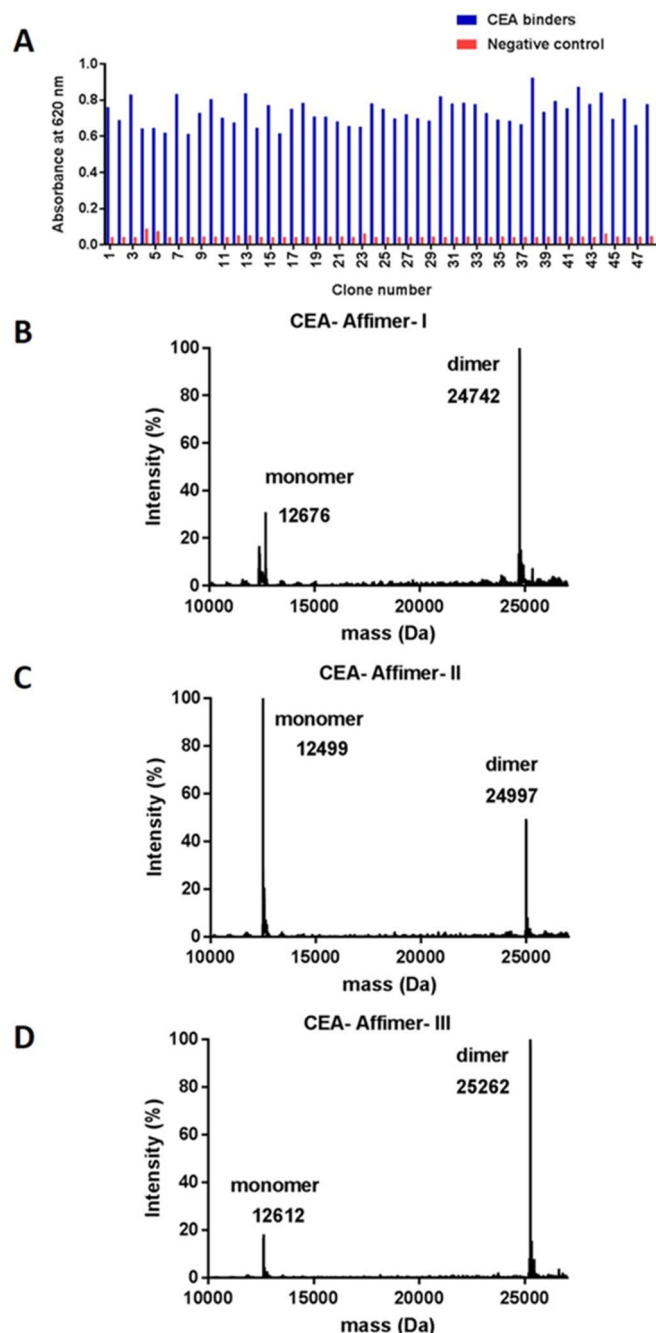 A
CEA binders
Negative control
Absorbance at 620 nm
1.0
0.8
0.6
0.4
0.2
0.0
1 3 5 7 9 11 13 15 17 19 21 23 25 27 29 31 33 35 37 39 41 43 45 47
Clone number
B
CEA- Affimer- I
Intensity (%)
100
80
60
40
20
0
dimer
24742
monomer
12676
10000 15000 20000 25000
mass (Da)
C
CEA- Affimer- II
Intensity (%)
100
80
60
40
20
0
monomer
12499
dimer
24997
10000 15000 20000 25000
mass (Da)
D
CEA- Affimer- III
Intensity (%)
100
80
60
40
20
0
dimer
25262
monomer
12612
10000 15000 20000 25000
mass (Da)